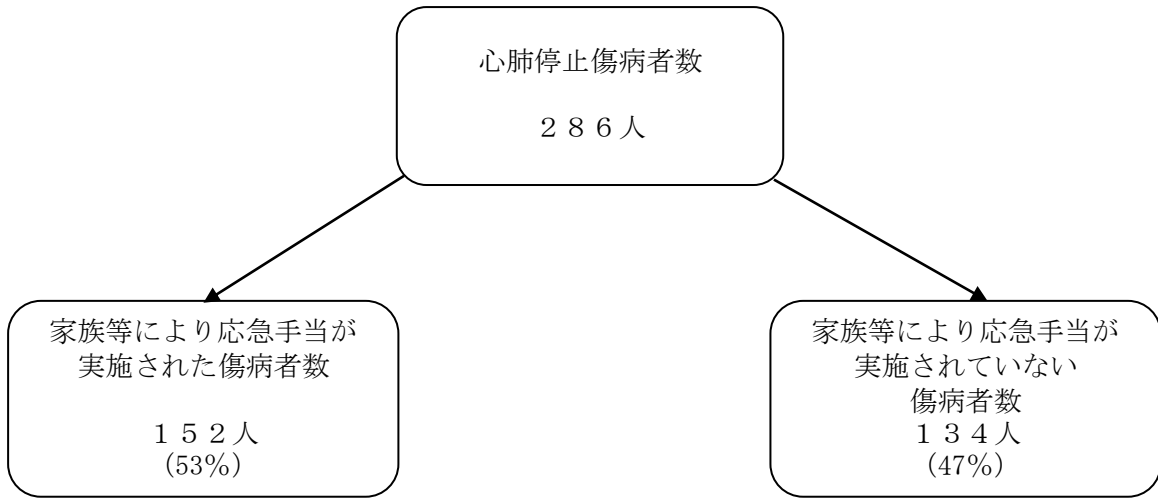 心肺停止傷病者数
２８６人
家族等により応急手当が
実施された傷病者数
１５２人
(53%)
家族等により応急手当が
実施されていない
傷病者数
１３４人
(47%)